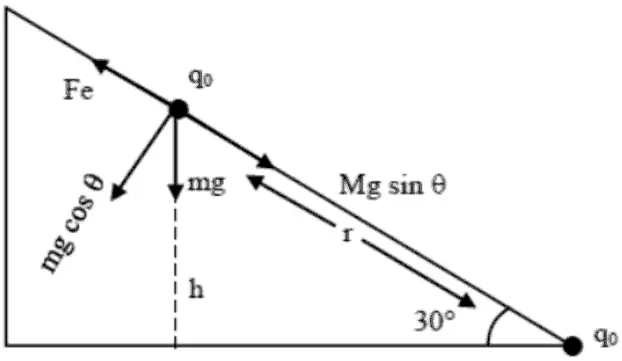 q₀
Fe
mg cos θ
mg
Mg sin θ
r
h
30°
q₀